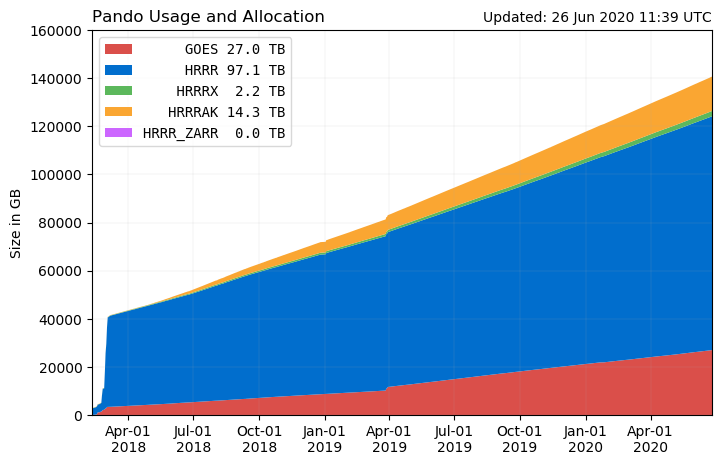 Pando Usage and Allocation
Updated: 26 Jun 2020 11:39 UTC
160000
140000
120000
100000
80000
60000
40000
20000
0
Size in GB
GOES 27.0 TB
HRRR 97.1 TB
HRRRX 2.2 TB
HRRRAK 14.3 TB
HRRR_ZARR 0.0 TB
Apr-01 Jul-01 Oct-01 Jan-01 Apr-01 Jul-01 Oct-01 Jan-01 Apr-01
2018 2018 2018 2019 2019 2019 2019 2020 2020